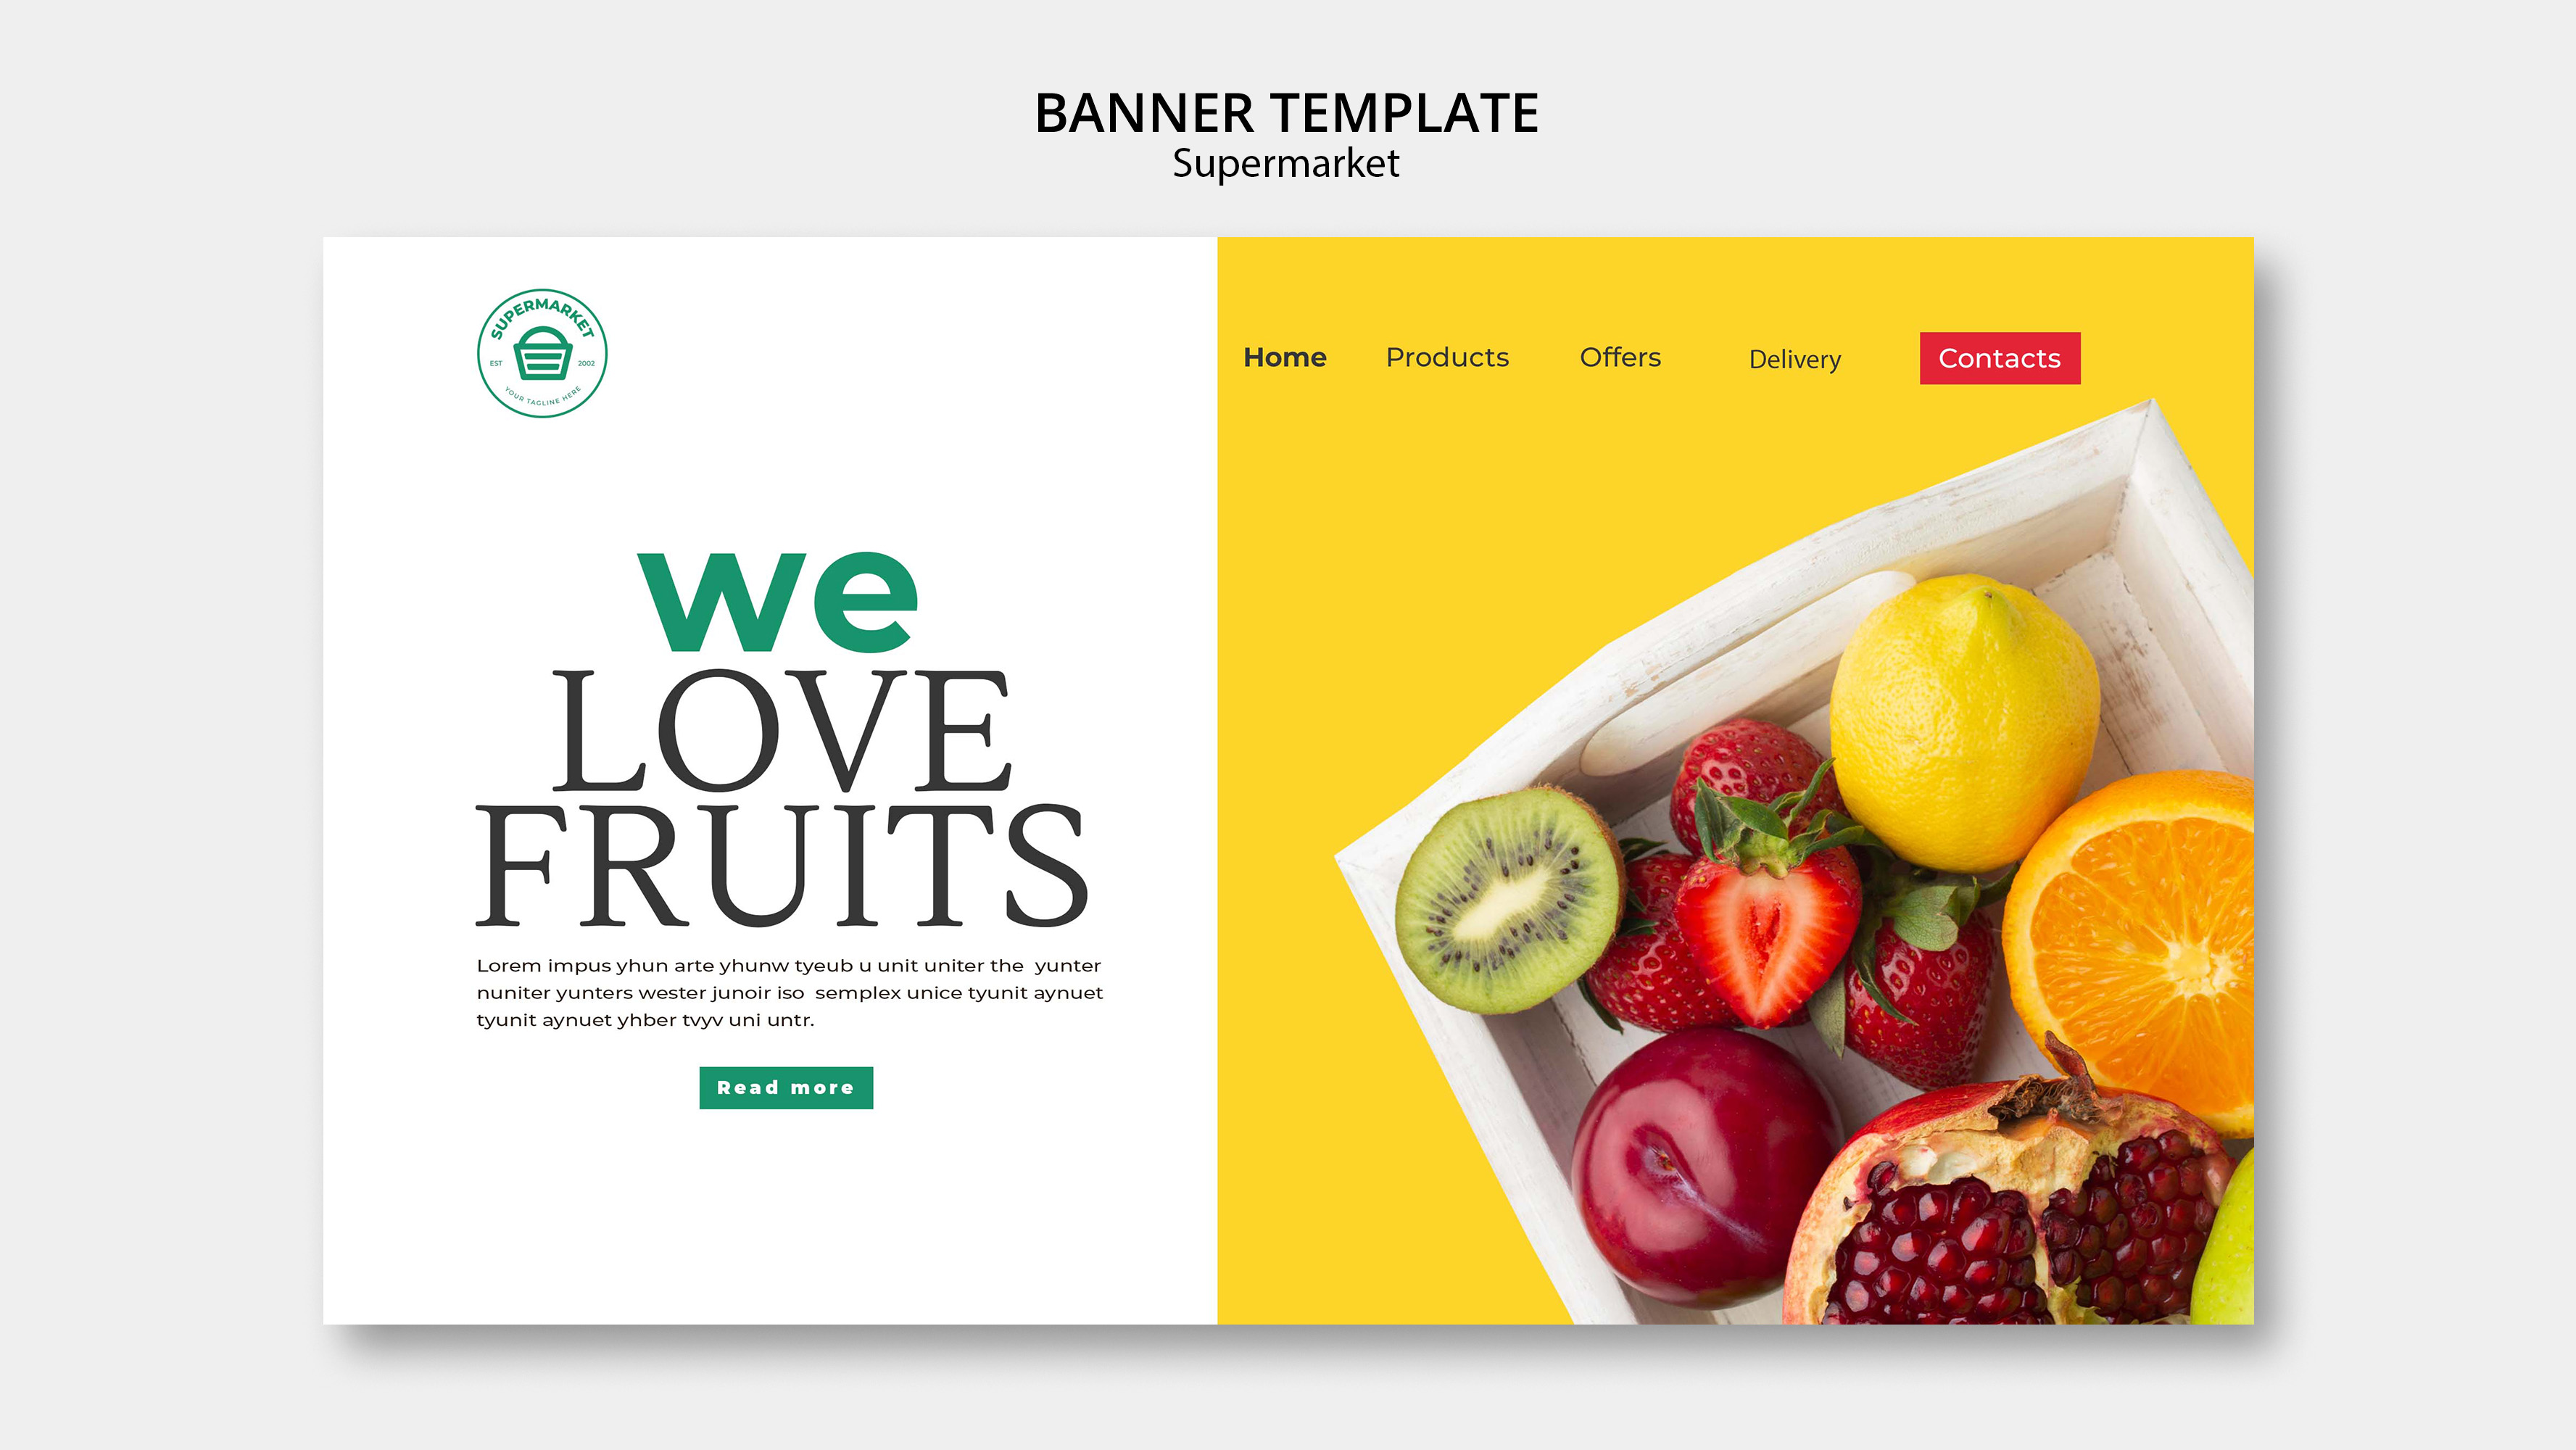 BANNER TEMPLATE
Supermarket
SUPERMARKET
EST 2002
YOUR TAGLINE HERE
Home Products Offers Delivery Contacts
we
LOVE
FRUITS
Lorem impus yhun arte yhunw tyeub u unit uniter the yunter
nuniter yunters wester junoir iso semplex unice tyunit aynuet
tyunit aynuet yhber tvyv uni untr.
Read more